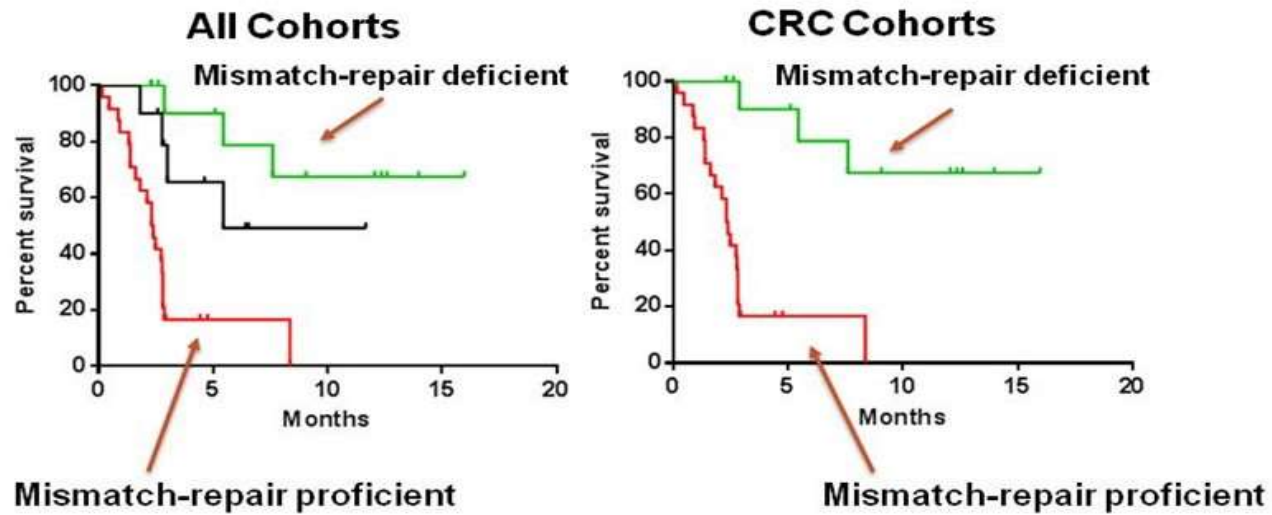 All Cohorts
Mismatch-repair deficient
100
80
60
40
20
0
Percent survival
0 5 10 15 20
Months
Mismatch-repair proficient
CRC Cohorts
Mismatch-repair deficient
100
80
60
40
20
0
Percent survival
0 5 10 15 20
Months
Mismatch-repair proficient